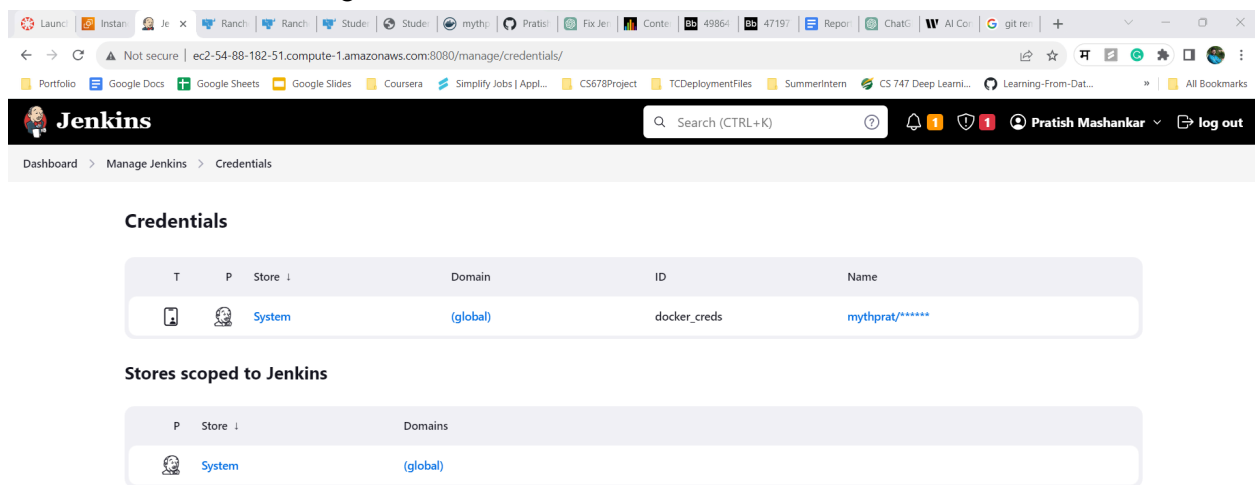 Launc Instan Je Ranch Ranch Studer Studer mythp Pratish Fix Jen Conte 49864 47197 Repor ChatG AI Con git ren
Not secure | ec2-54-88-182-51.compute-1.amazonaws.com:8080/manage/credentials/
Portfolio Google Docs Google Sheets Google Slides Coursera Simplify Jobs | Appl... CS678Project TCDeploymentFiles SummerIntern CS 747 Deep Learni... Learning-From-Dat... » All Bookmarks
Jenkins Search (CTRL+K) 1 1 Pratish Mashankar log out
Dashboard > Manage Jenkins > Credentials
Credentials
T P Store ↓ Domain ID Name
System (global) docker_creds mythprat/******
Stores scoped to Jenkins
P Store ↓ Domains
System (global)